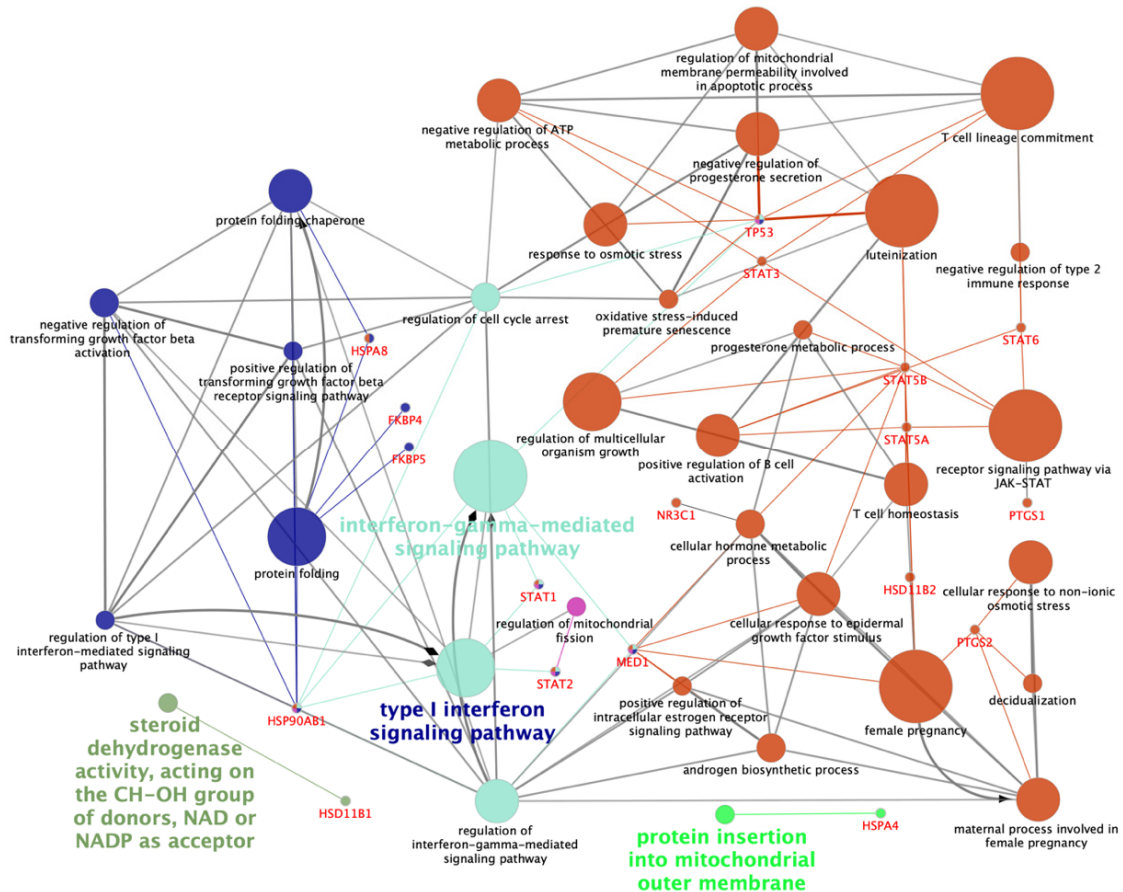 regulation of mitochondrial
membrane permeability involved
in apoptotic process
negative regulation of ATP
metabolic process
T cell lineage commitment
negative regulation of
progesterone secretion
protein folding chaperone
TP53
response to osmotic stress
luteinization
STAT3
negative regulation of type 2
immune response
negative regulation of
transforming growth factor beta
activation
regulation of cell cycle arrest
oxidative stress-induced
premature senescence
HSPA8
progesterone metabolic process
STAT6
positive regulation of
transforming growth factor beta
receptor signaling pathway
STAT5B
FKBP4
regulation of multicellular
organism growth
STAT5A
FKBP5
positive regulation of B cell
activation
receptor signaling pathway via
JAK-STAT
interferon-gamma-mediated
signaling pathway
NR3C1
T cell homeostasis
PTGS1
cellular hormone metabolic
process
protein folding
HSD11B2
cellular response to non-ionic
osmotic stress
STAT1
regulation of mitochondrial
fission
cellular response to epidermal
growth factor stimulus
PTGS2
regulation of type I
interferon-mediated signaling
pathway
MED1
STAT2
HSP90AB1
type I interferon
signaling pathway
positive regulation of
intracellular estrogen receptor
signaling pathway
female pregnancy
decidualization
steroid
dehydrogenase
activity, acting on
the CH-OH group
of donors, NAD or
NADP as acceptor
androgen biosynthetic process
HSD11B1
regulation of
interferon-gamma-mediated
signaling pathway
protein insertion
into mitochondrial
outer membrane
HSPA4
maternal process involved in
female pregnancy